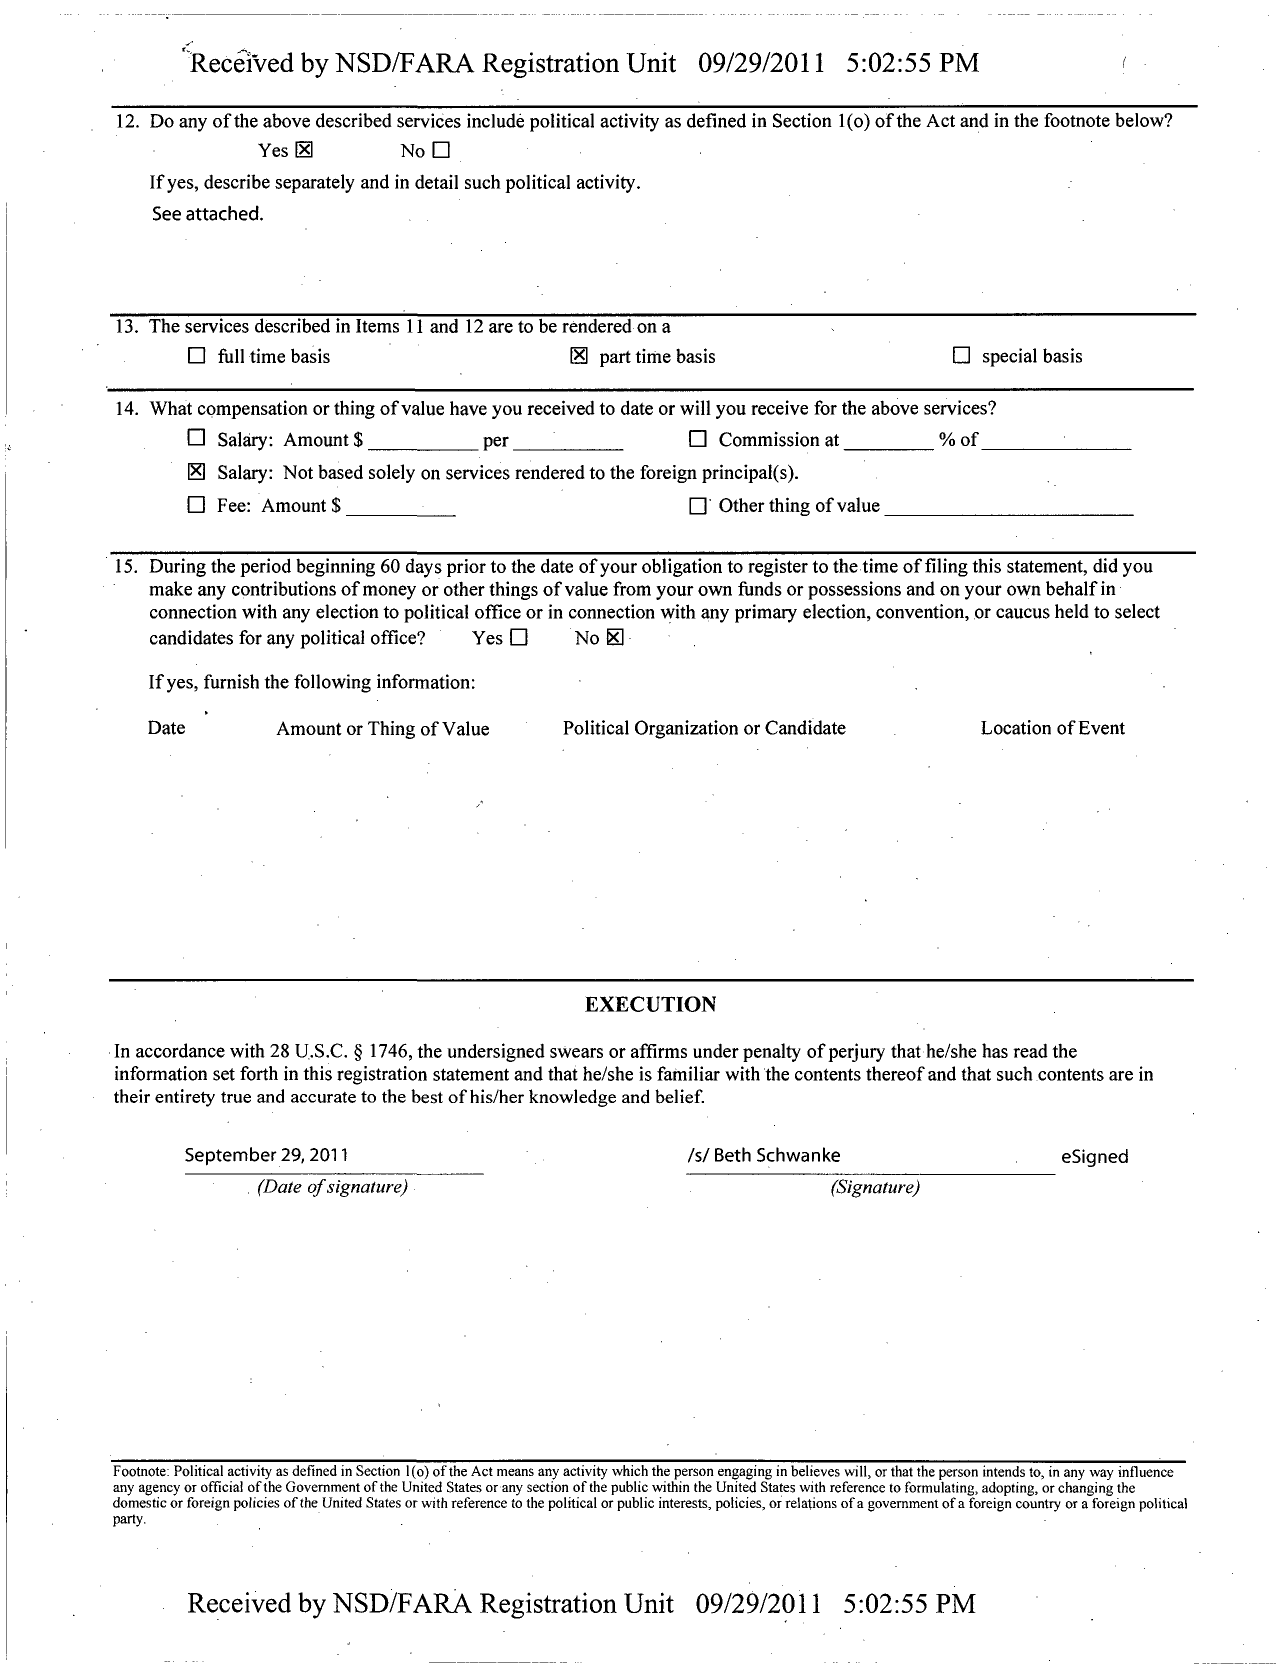 Received by NSD/FARA Registration Unit 09/29/2011 5:02:55 PM
12. Do any of the above described services include political activity as defined in Section 1(o) of the Act and in the footnote below?
Yes ☒ No ☐
If yes, describe separately and in detail such political activity.
See attached.
13. The services described in Items 11 and 12 are to be rendered on a
☐ full time basis ☒ part time basis ☐ special basis
14. What compensation or thing of value have you received to date or will you receive for the above services?
☐ Salary: Amount $ __________ per __________ ☐ Commission at ________ % of ______________
☒ Salary: Not based solely on services rendered to the foreign principal(s).
☐ Fee: Amount $ __________ ☐ Other thing of value ______________________
15. During the period beginning 60 days prior to the date of your obligation to register to the time of filing this statement, did you
make any contributions of money or other things of value from your own funds or possessions and on your own behalf in
connection with any election to political office or in connection with any primary election, convention, or caucus held to select
candidates for any political office? Yes ☐ No ☒
If yes, furnish the following information:
Date Amount or Thing of Value Political Organization or Candidate Location of Event
EXECUTION
In accordance with 28 U.S.C. § 1746, the undersigned swears or affirms under penalty of perjury that he/she has read the
information set forth in this registration statement and that he/she is familiar with the contents thereof and that such contents are in
their entirety true and accurate to the best of his/her knowledge and belief.
September 29, 2011 /s/ Beth Schwanke eSigned
(Date of signature) (Signature)
Footnote: Political activity as defined in Section 1(o) of the Act means any activity which the person engaging in believes will, or that the person intends to, in any way influence
any agency or official of the Government of the United States or any section of the public within the United States with reference to formulating, adopting, or changing the
domestic or foreign policies of the United States or with reference to the political or public interests, policies, or relations of a government of a foreign country or a foreign political
party.
Received by NSD/FARA Registration Unit 09/29/2011 5:02:55 PM